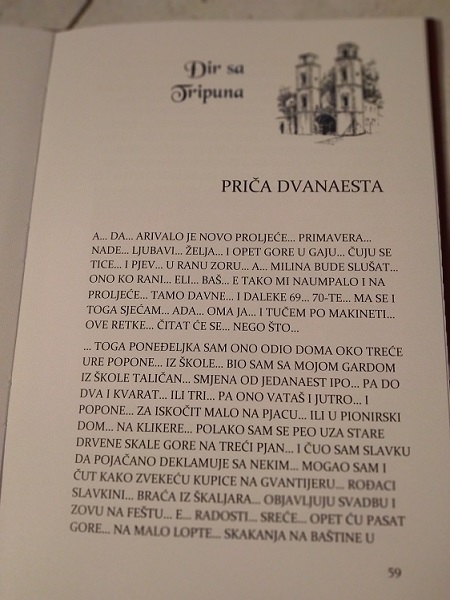 Dir sa
Tripuna
PRIČA DVANAESTA
A... DA... ARIVALO JE NOVO PROLJEĆE... PRIMAVERA...
NADE... LJUBAVI... ŽELJA... I OPET GORE U GAJU... ČUJU SE
TICE... I PJEV... U RANU ZORU... A... MILINA BUDE SLUŠAT...
ONO KO RANI... ELI... BAŠ... E TAKO MI NAUMPALO I NA
PROLJEĆE... TAMO DAVNE... I DALEKE 69... 70-TE... MA SE I
TOGA SJEĆAM... ADA... OMA JA... I TUČEM PO MAKINETI...
OVE RETKE... ČITAT ĆE SE... NEGO ŠTO...
... TOGA PONEĐELJKA SAM ONO ODIO DOMA OKO TREĆE
URE POPONE... IZ ŠKOLE... BIO SAM SA MOJOM GARDOM
IZ ŠKOLE TALIČAN... SMJENA OD JEDANAEST IPO... PA DO
DVA I KVARAT... ILI TRI... PA ONO VATAŠ I JUTRO... I
POPONE... ZA ISKOČIT MALO NA PJACU... ILI U PIONIRSKI
DOM... NA KLIKERE... POLAKO SAM SE PEO UZA STARE
DRVENE SKALE GORE NA TREĆI PJAN... I ČUO SAM SLAVKU
DA POJAČANO DEKLAMUJE SA NEKIM... MOGAO SAM I
ČUT KAKO ZVEKEĆU KUPICE NA GVANTIJERU... ROĐACI
SLAVKINI... BRAĆA IZ ŠKALJARA... OBJAVLJUJU SVADBU I
ZOVU NA FEŠTU... E... RADOSTI... SREĆE... OPET ĆU PASAT
GORE... NA MALO LOPTE... SKAKANJA NA BAŠTINE U
59